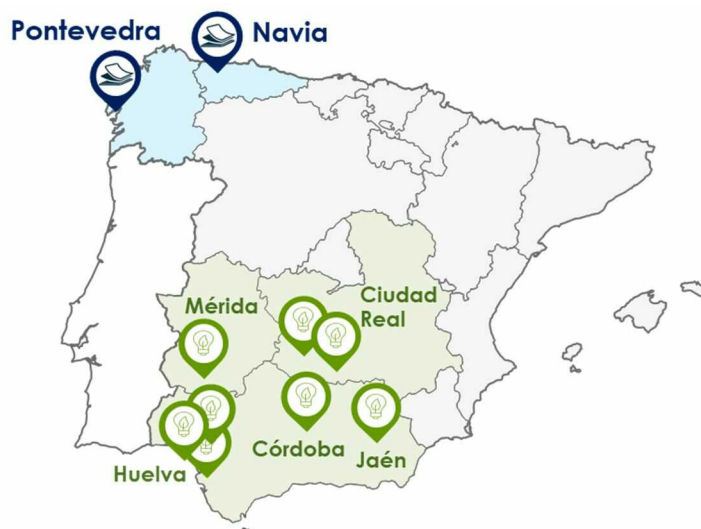 Pontevedra
Navia
Mérida
Ciudad
Real
Córdoba
Jaén
Huelva